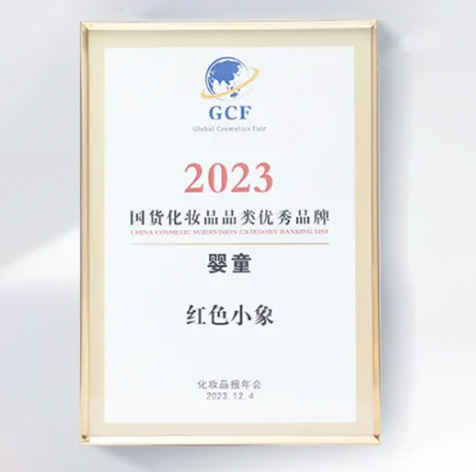 GCF
Global Cosmetics Fair
2023
国货化妆品品类优秀品牌
CHINA COSMETIC SUBDIVISION CATEGORY RANKING LIST
婴童
红色小象
化妆品报年会
2023.12.4